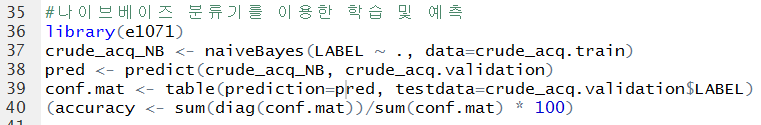 35 #나이브베이즈 분류기를 이용한 학습 및 예측
36 library(e1071)
37 crude_acq_NB <- naiveBayes(LABEL ~ ., data=crude_acq.train)
38 pred <- predict(crude_acq_NB, crude_acq.validation)
39 conf.mat <- table(prediction=pred, testdata=crude_acq.validation$LABEL)
40 (accuracy <- sum(diag(conf.mat))/sum(conf.mat) * 100)